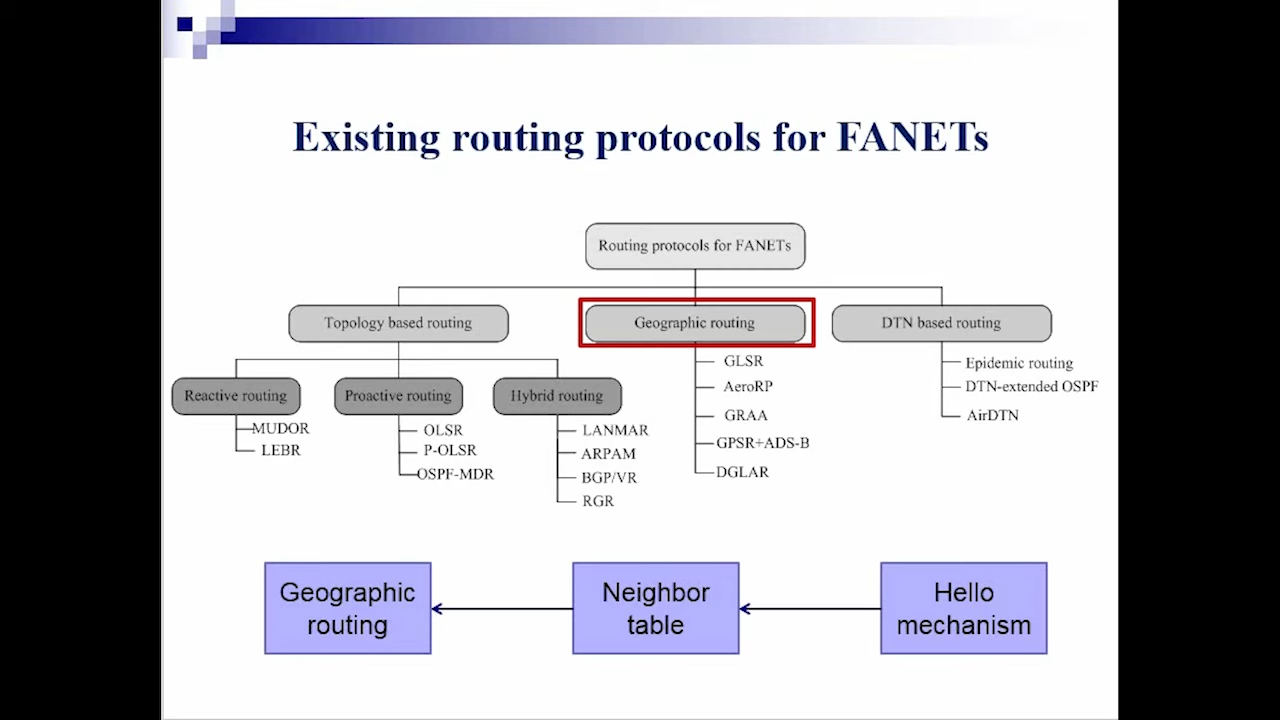 Existing routing protocols for FANETs
Routing protocols for FANETs
Topology based routing
Geographic routing
DTN based routing
Reactive routing
Proactive routing
Hybrid routing
MUDOR
LEBR
OLSR
P-OLSR
OSPF-MDR
LANMAR
ARPAM
BGP/VR
RGR
GLSR
AeroRP
GRAA
GPSR+ADS-B
DGLAR
Epidemic routing
DTN-extended OSPF
AirDTN
Geographic
routing
Neighbor
table
Hello
mechanism